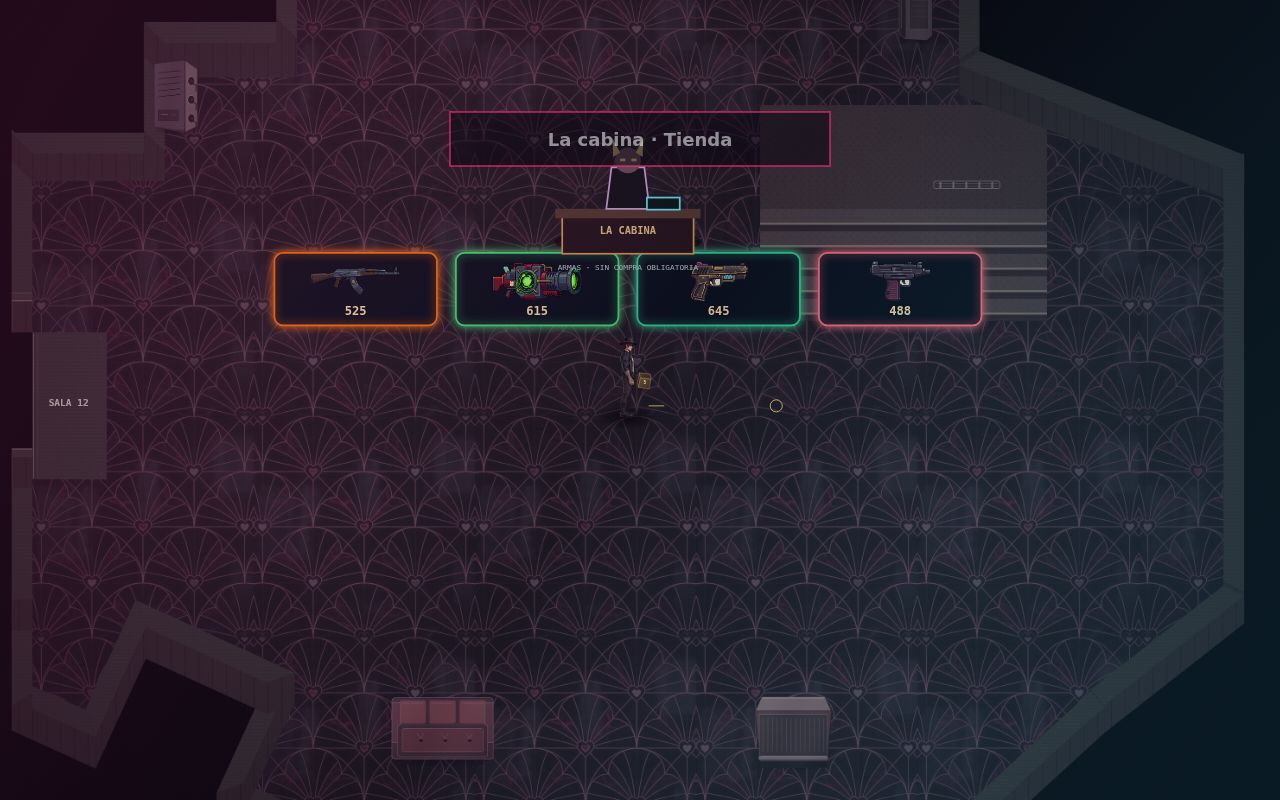 La cabina · Tienda
LA CABINA
ARMAS - SIN COMPRA OBLIGATORIA
525
615
645
488
SALA 12